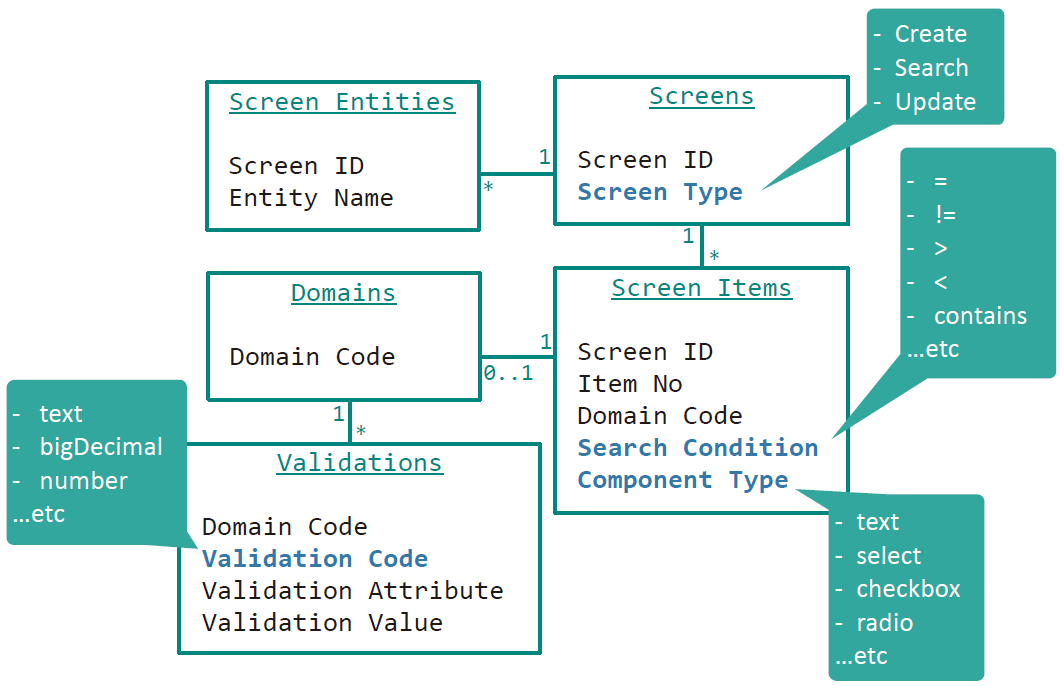 - Create
- Search
- Update
Screen Entities
Screen ID
Entity Name
1
*
Screens
Screen ID
Screen Type
1
*
- =
- !=
- >
- <
- contains
...etc
Domains
Domain Code
1
0..1
Screen Items
Screen ID
Item No
Domain Code
Search Condition
Component Type
1
*
- text
- bigDecimal
- number
...etc
Validations
Domain Code
Validation Code
Validation Attribute
Validation Value
- text
- select
- checkbox
- radio
...etc